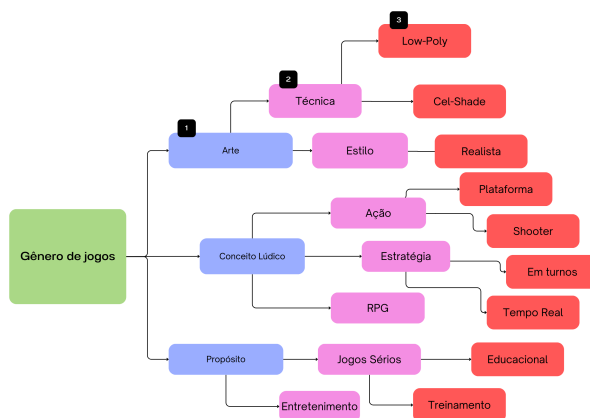 3
Low-Poly
2
Técnica
Cel-Shade
1
Arte
Estilo
Realista
Plataforma
Ação
Shooter
Gênero de jogos
Conceito Lúdico
Estratégia
Em turnos
RPG
Tempo Real
Propósito
Jogos Sérios
Educacional
Entretenimento
Treinamento